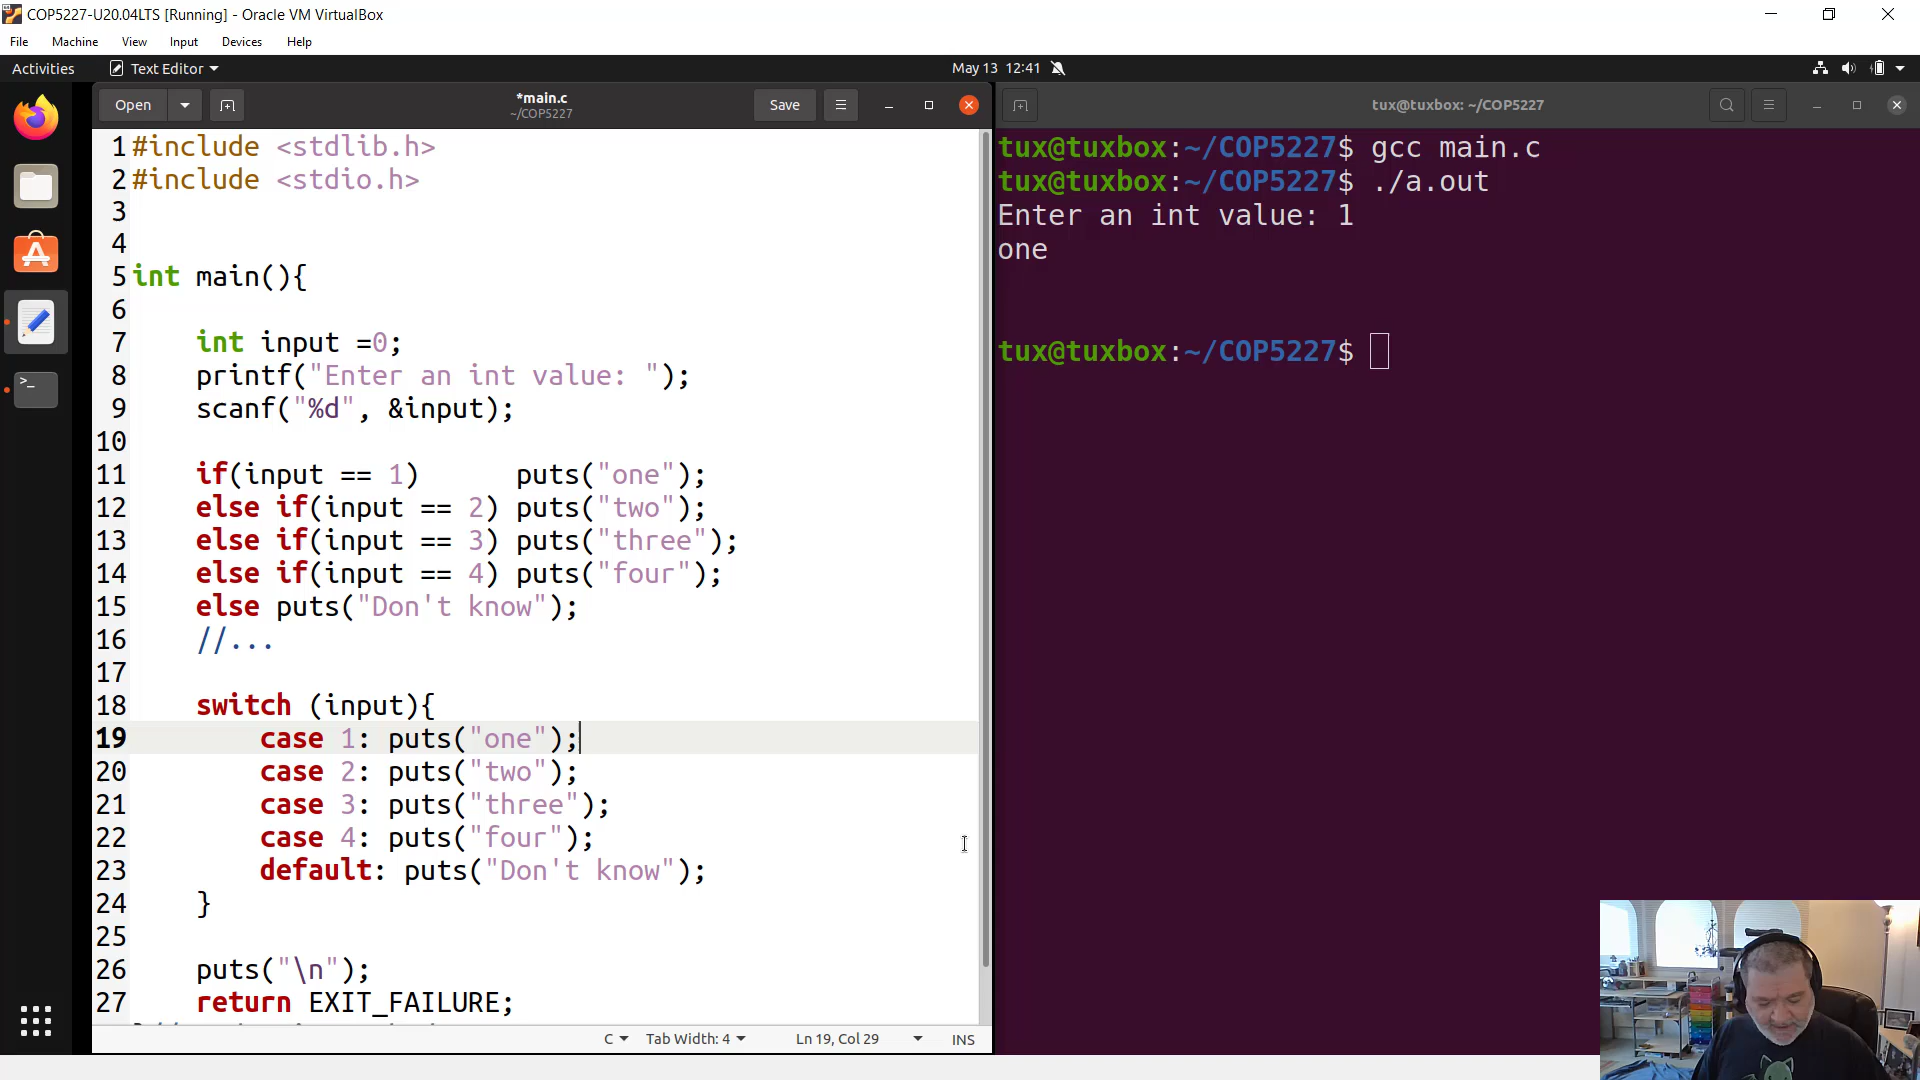 COP5227-U20.04LTS [Running] - Oracle VM VirtualBox
File Machine View Input Devices Help
Activities Text Editor May 13 12:41
Open *main.c Save
~/COP5227
tux@tuxbox: ~/COP5227
1 #include <stdlib.h>
2 #include <stdio.h>
3
4
5 int main(){
6
7 int input =0;
8 printf("Enter an int value: ");
9 scanf("%d", &input);
10
11 if(input == 1) puts("one");
12 else if(input == 2) puts("two");
13 else if(input == 3) puts("three");
14 else if(input == 4) puts("four");
15 else puts("Don't know");
16 //...
17
18 switch (input){
19 case 1: puts("one");
20 case 2: puts("two");
21 case 3: puts("three");
22 case 4: puts("four");
23 default: puts("Don't know");
24 }
25
26 puts("\n");
27 return EXIT_FAILURE;
C Tab Width: 4 Ln 19, Col 29 INS
tux@tuxbox:~/COP5227$ gcc main.c
tux@tuxbox:~/COP5227$ ./a.out
Enter an int value: 1
one
tux@tuxbox:~/COP5227$